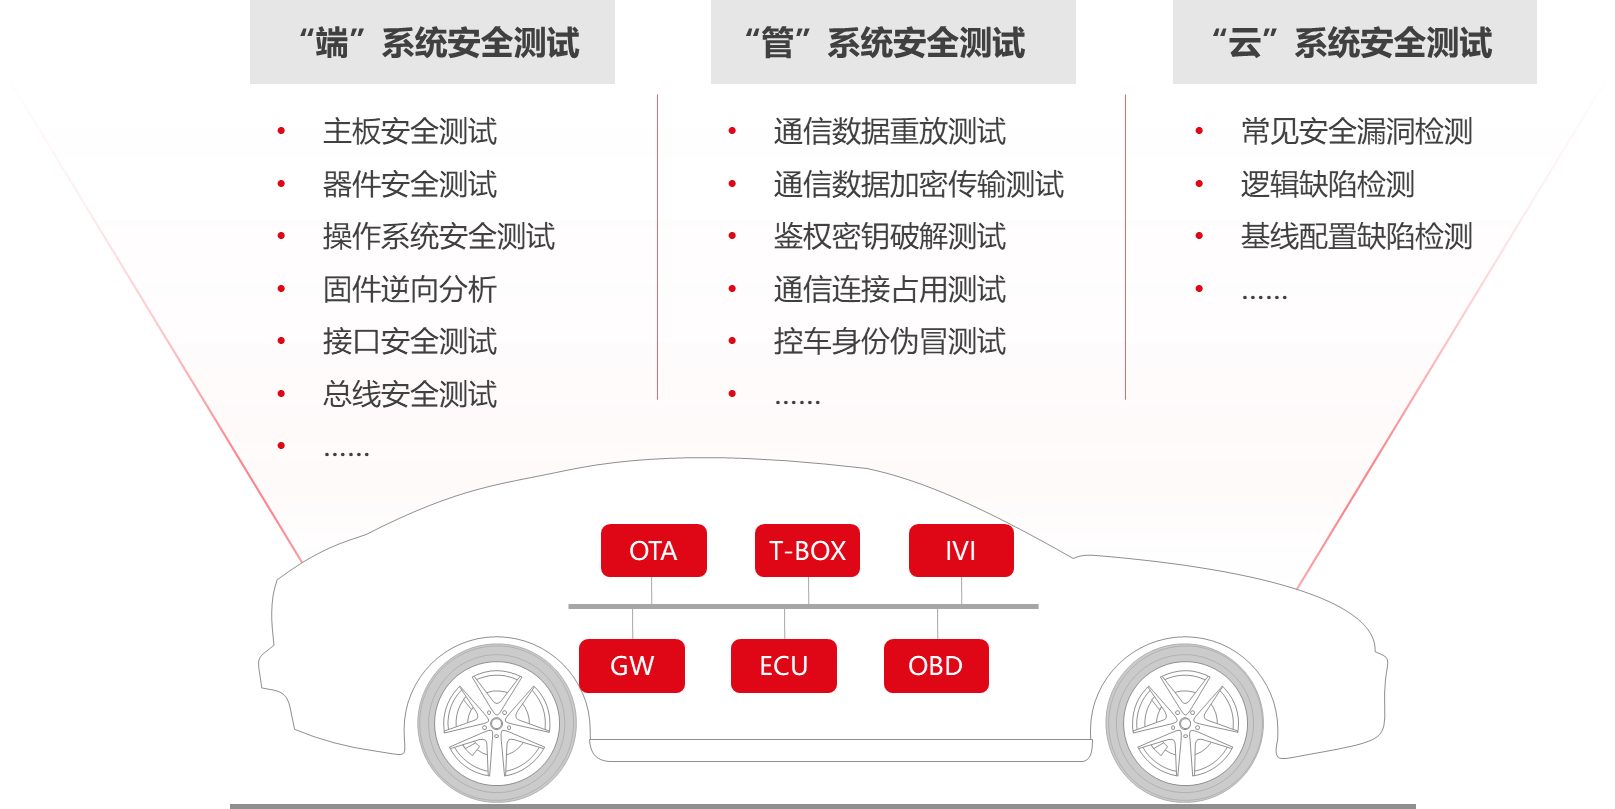 “端”系统安全测试
• 主板安全测试
• 器件安全测试
• 操作系统安全测试
• 固件逆向分析
• 接口安全测试
• 总线安全测试
• ……
“管”系统安全测试
• 通信数据重放测试
• 通信数据加密传输测试
• 鉴权密钥破解测试
• 通信连接占用测试
• 控车身份伪冒测试
• ……
“云”系统安全测试
• 常见安全漏洞检测
• 逻辑缺陷检测
• 基线配置缺陷检测
• ……
OTA
T-BOX
IVI
GW
ECU
OBD